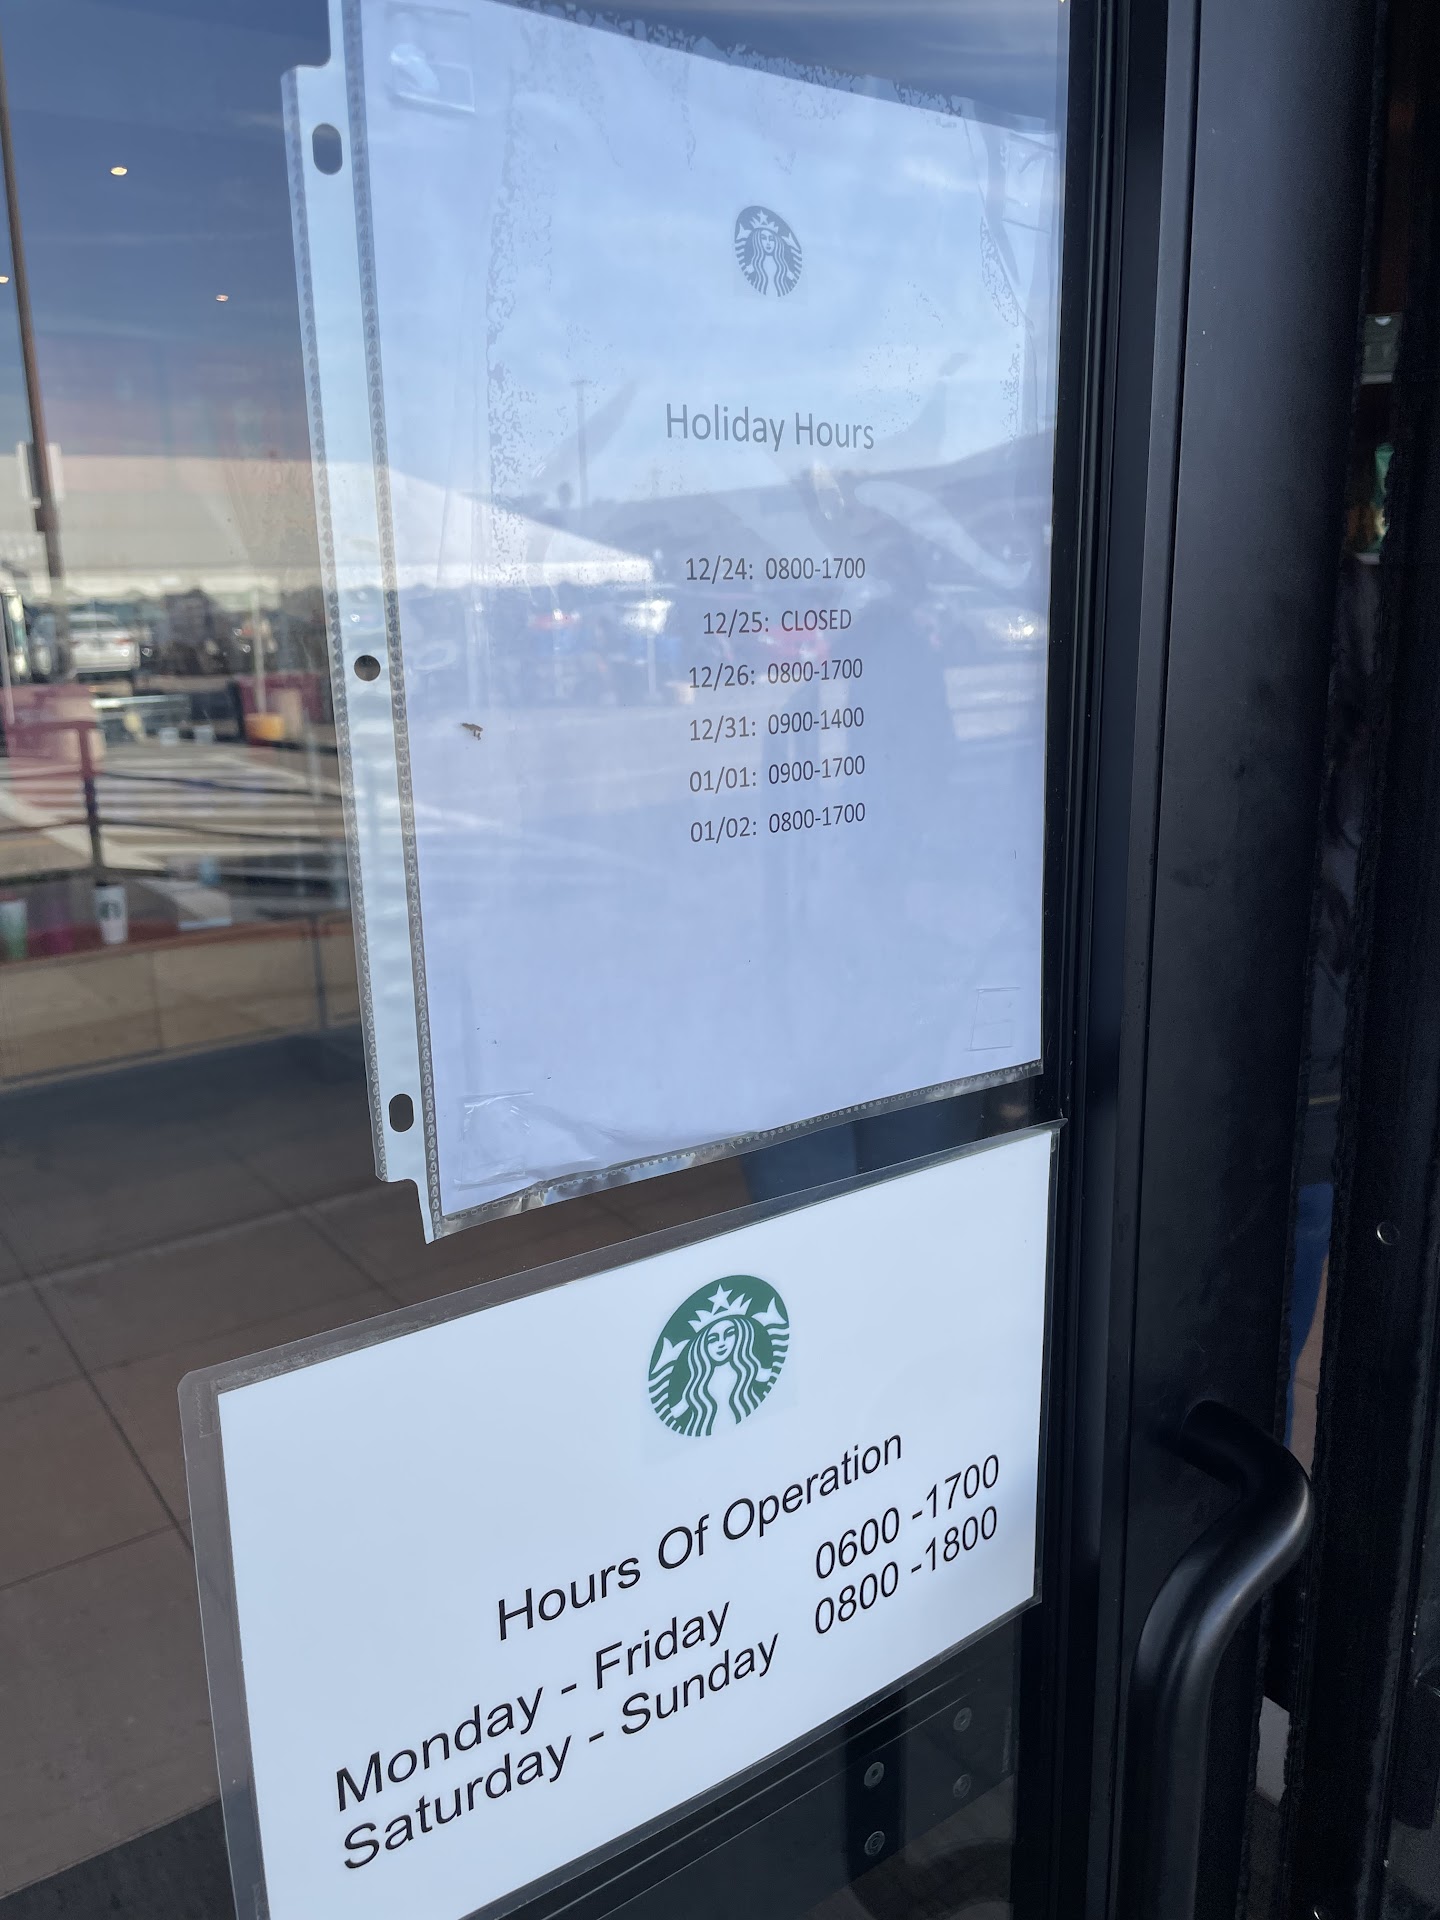 Holiday Hours
12/24: 0800-1700
12/25: CLOSED
12/26: 0800-1700
12/31: 0900-1400
01/01: 0900-1700
01/02: 0800-1700
Hours Of Operation
Monday - Friday 0600 -1700
Saturday - Sunday 0800 -1800